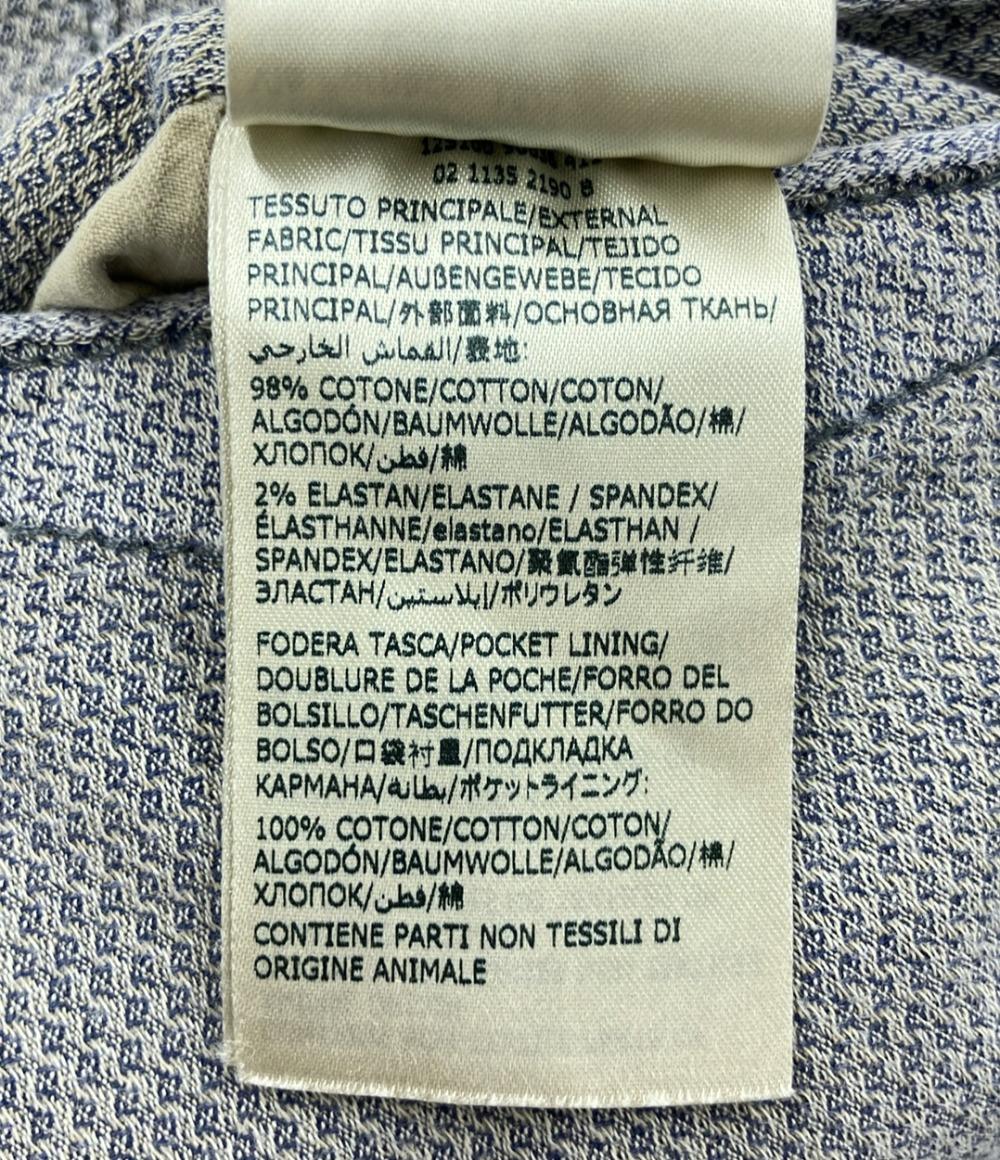 02 1135 2190 8
TESSUTO PRINCIPALE/EXTERNAL
FABRIC/TISSU PRINCIPAL/TEJIDO
PRINCIPAL/AUßENGEWEBE/TECIDO
PRINCIPAL/外部面料/ОСНОВНАЯ ТКАНЬ/
القماش الخارجي/表地:
98% COTONE/COTTON/COTON/
ALGODÓN/BAUMWOLLE/ALGODÃO/棉/
ХЛОПОК/قطن/綿
2% ELASTAN/ELASTANE / SPANDEX/
ÉLASTHANNE/elastano/ELASTHAN /
SPANDEX/ELASTANO/聚氨酯弹性纤维/
ЭЛАСТАН/إيلاستين/ポリウレタン
FODERA TASCA/POCKET LINING/
DOUBLURE DE LA POCHE/FORRO DEL
BOLSILLO/TASCHENFUTTER/FORRO DO
BOLSO/口袋衬里/ПОДКЛАДКА
КАРМАНА/بطانة/ポケットライニング:
100% COTONE/COTTON/COTON/
ALGODÓN/BAUMWOLLE/ALGODÃO/棉/
ХЛОПОК/قطن/綿
CONTIENE PARTI NON TESSILI DI
ORIGINE ANIMALE